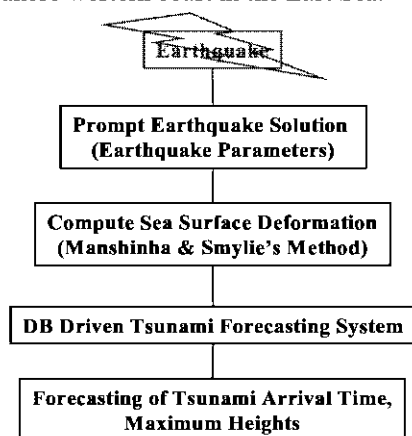 Earthquake
Prompt Earthquake Solution
(Earthquake Parameters)
Compute Sea Surface Deformation
(Manshinha & Smylie's Method)
DB Driven Tsunami Forecasting System
Forecasting of Tsunami Arrival Time,
Maximum Heights